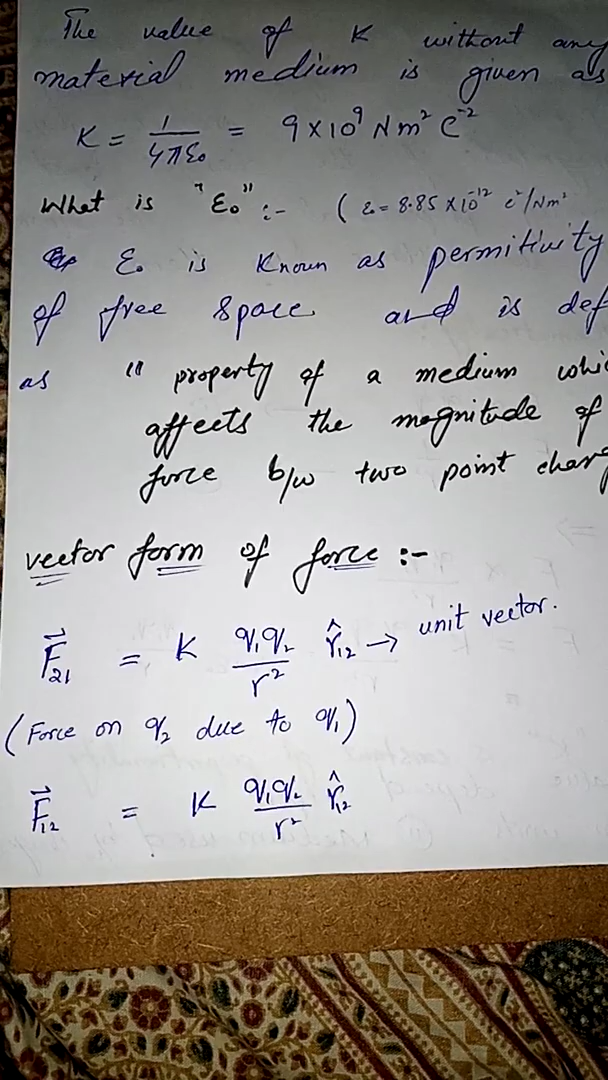 The value of K without any
material medium is given as
K = 1/4πε₀ = 9×10⁹ Nm² C⁻²
What is "ε₀" :- ( ε₀ = 8.85 × 10⁻¹² c²/Nm²
ε₀ is known as permitivity
of free space and is def
as " property of a medium whi
affects the magnitude of
force b/w two point charg
vector form of force :-
F⃗₂₁ = K q₁q₂/r² r̂₁₂ → unit vector.
(Force on q₂ due to q₁)
F⃗₁₂ = K q₁q₂/r² r̂₁₂